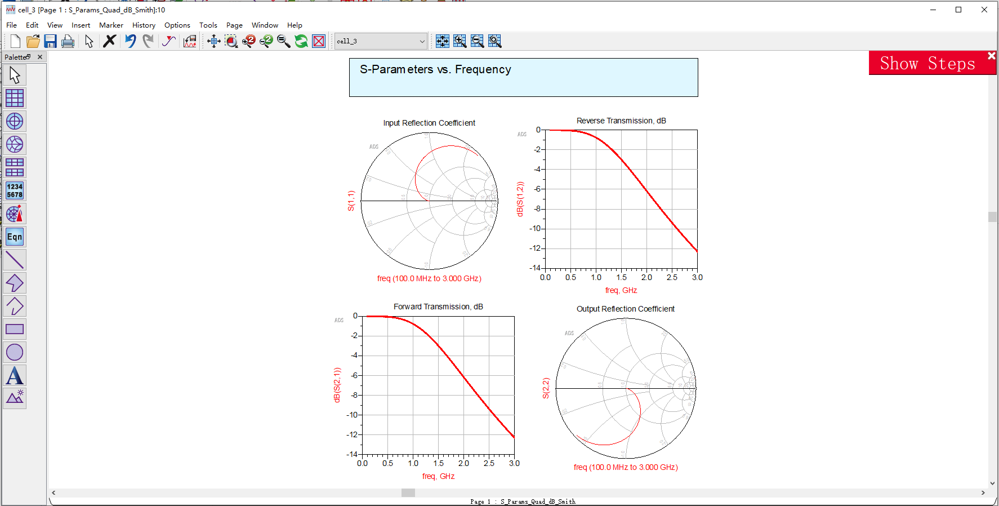 cell_3 [Page 1 : S_Params_Quad_dB_Smith]:10
File Edit View Insert Marker History Options Tools Page Window Help
cell_3
Palette
Show Steps
1234
5678
Eqn
A
S-Parameters vs. Frequency
Input Reflection Coefficient
ADS
S(1,1)
freq (100.0 MHz to 3.000 GHz)
Reverse Transmission, dB
ADS
dB(S(1,2))
0
-2
-4
-6
-8
-10
-12
-14
0.0 0.5 1.0 1.5 2.0 2.5 3.0
freq, GHz
Forward Transmission, dB
ADS
dB(S(2,1))
0
-2
-4
-6
-8
-10
-12
-14
0.0 0.5 1.0 1.5 2.0 2.5 3.0
freq, GHz
Output Reflection Coefficient
ADS
S(2,2)
freq (100.0 MHz to 3.000 GHz)
Page 1 : S_Params_Quad_dB_Smith